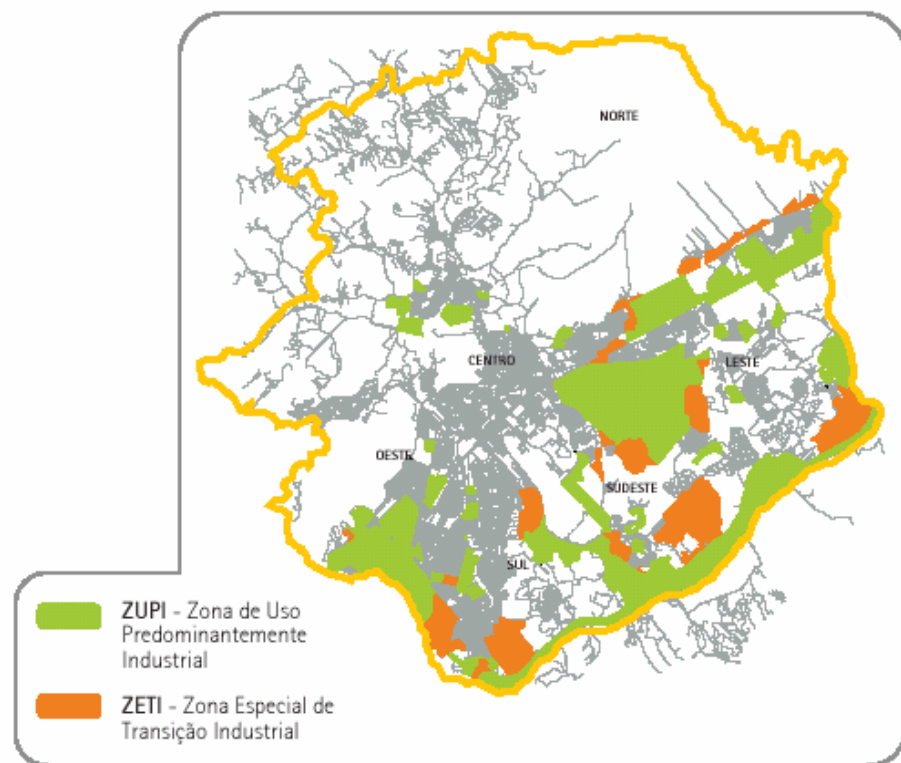 NORTE
CENTRO
LESTE
OESTE
SUDESTE
SUL
ZUPI - Zona de Uso
Predominantemente
Industrial
ZETI - Zona Especial de
Transição Industrial